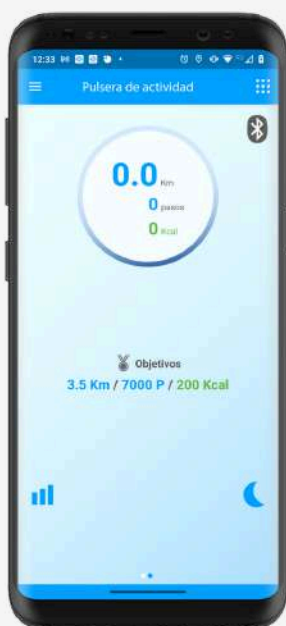 12:33
Pulsera de actividad
0.0 Km
0 pasos
0 Kcal
Objetivos
3.5 Km / 7000 P / 200 Kcal